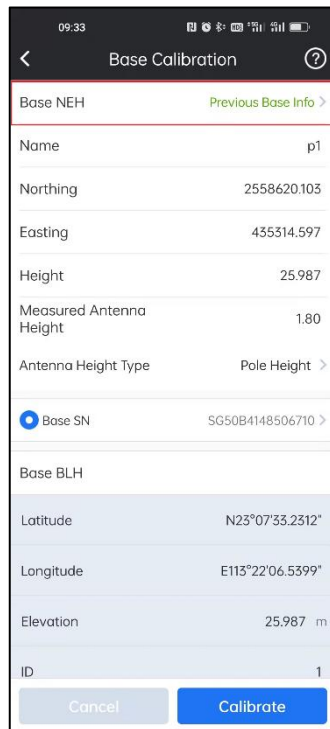 09:33
Base Calibration
Base NEH Previous Base Info >
Name p1
Northing 2558620.103
Easting 435314.597
Height 25.987
Measured Antenna
Height 1.80
Antenna Height Type Pole Height >
Base SN SG50B4148506710 >
Base BLH
Latitude N23°07'33.2312"
Longitude E113°22'06.5399"
Elevation 25.987 m
ID 1
Cancel Calibrate